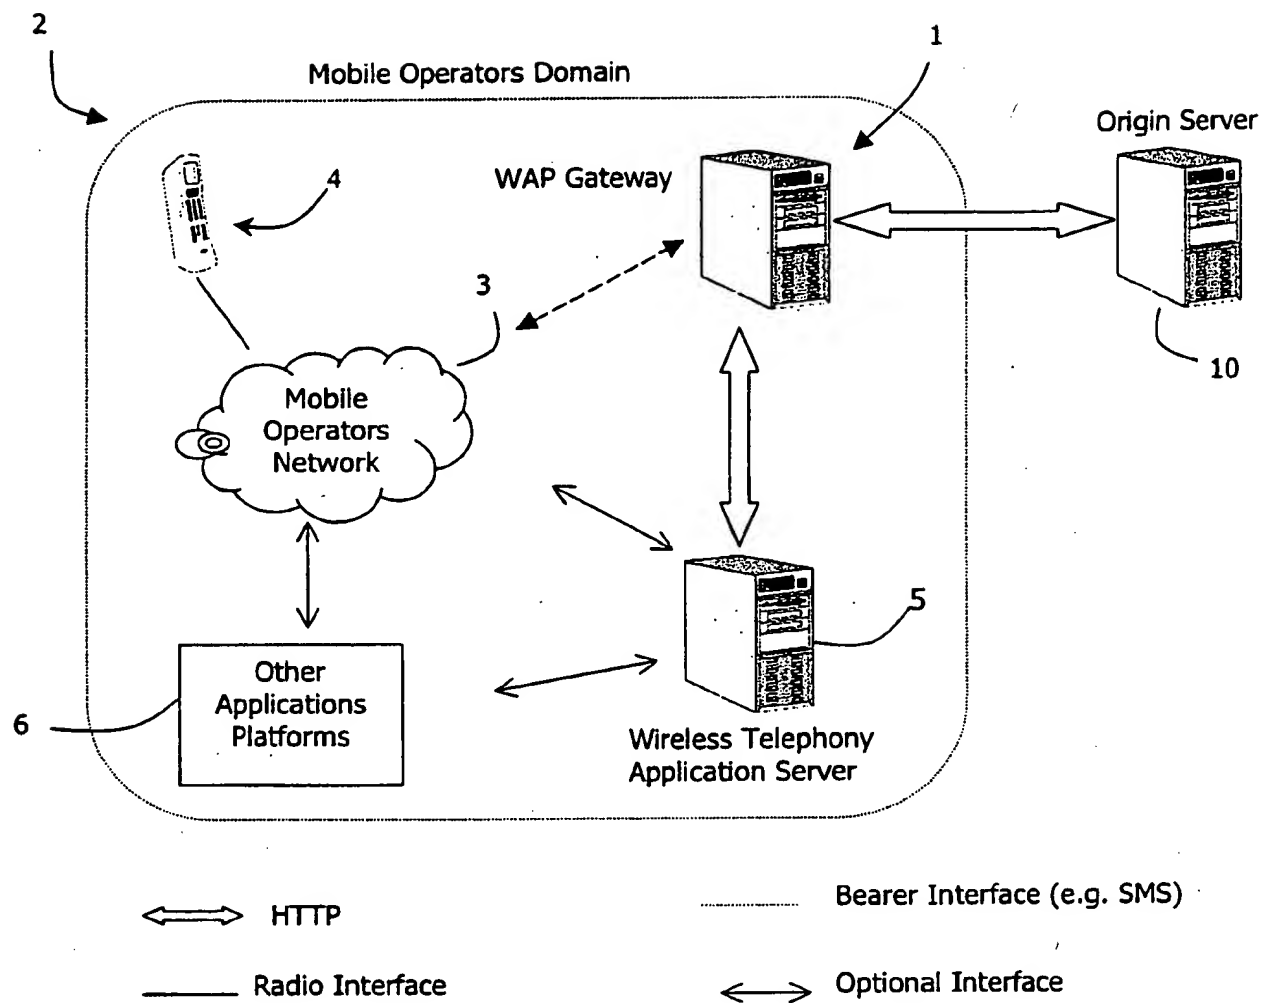 2
1
Mobile Operators Domain
Origin Server
WAP Gateway
4
3
10
Mobile
Operators
Network
5
Other
Applications
Platforms
6
Wireless Telephony
Application Server
HTTP
Bearer Interface (e.g. SMS)
Radio Interface
Optional Interface